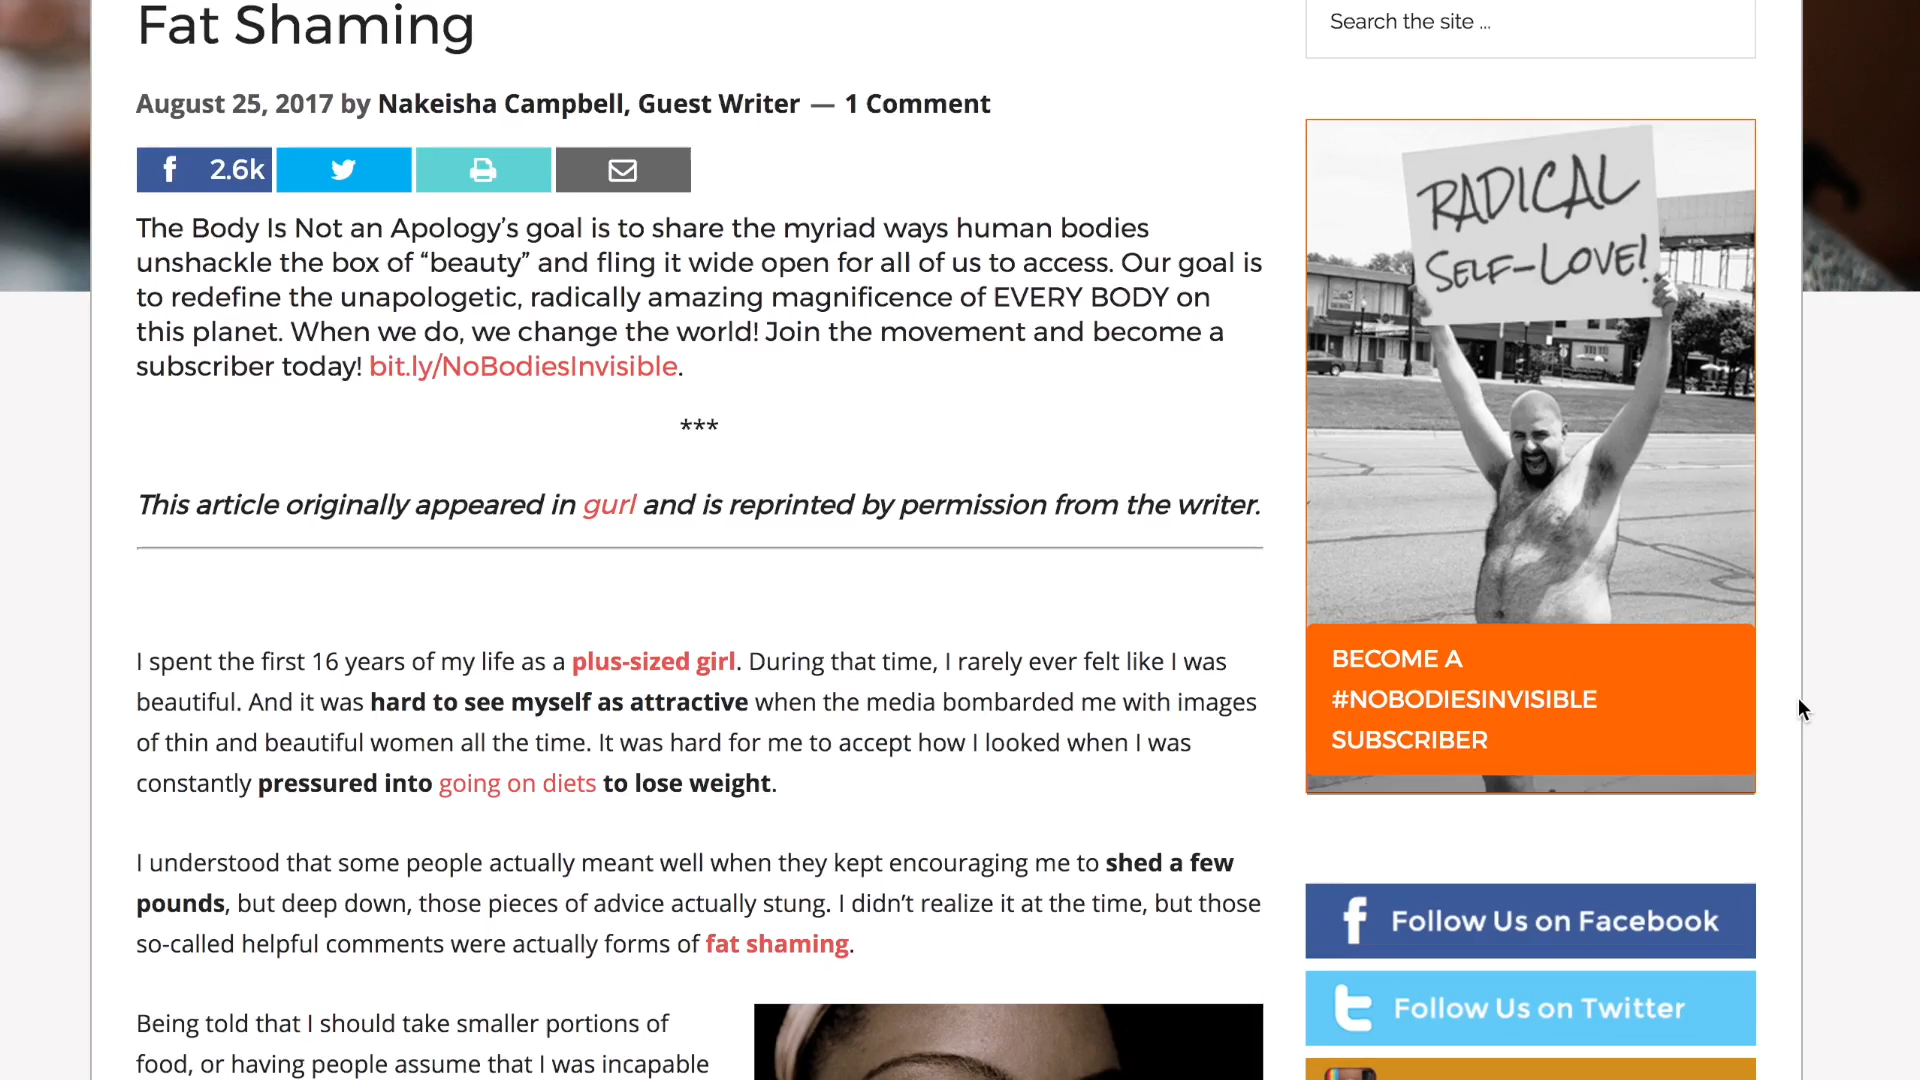 Fat Shaming
Search the site ...
August 25, 2017 by Nakeisha Campbell, Guest Writer — 1 Comment
2.6k
The Body Is Not an Apology’s goal is to share the myriad ways human bodies
unshackle the box of “beauty” and fling it wide open for all of us to access. Our goal is
to redefine the unapologetic, radically amazing magnificence of EVERY BODY on
this planet. When we do, we change the world! Join the movement and become a
subscriber today! bit.ly/NoBodiesInvisible.
***
This article originally appeared in gurl and is reprinted by permission from the writer.
I spent the first 16 years of my life as a plus-sized girl. During that time, I rarely ever felt like I was
beautiful. And it was hard to see myself as attractive when the media bombarded me with images
of thin and beautiful women all the time. It was hard for me to accept how I looked when I was
constantly pressured into going on diets to lose weight.
I understood that some people actually meant well when they kept encouraging me to shed a few
pounds, but deep down, those pieces of advice actually stung. I didn’t realize it at the time, but those
so-called helpful comments were actually forms of fat shaming.
Being told that I should take smaller portions of
food, or having people assume that I was incapable
RADICAL
SELF-LOVE!
BECOME A
#NOBODIESINVISIBLE
SUBSCRIBER
Follow Us on Facebook
Follow Us on Twitter